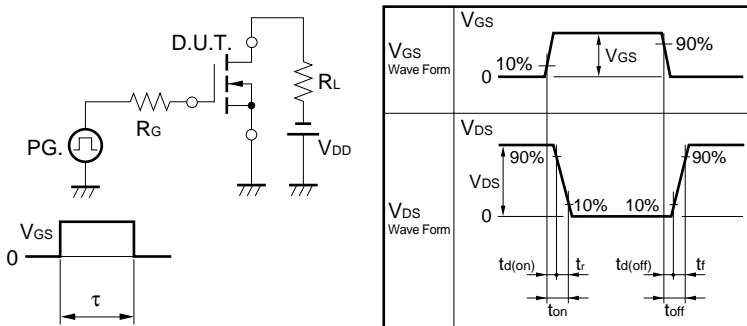 D.U.T.
RL
RG
PG.
VDD
VGS
0
τ
VGS
Wave Form
VGS
10%
90%
VGS
0
VDS
Wave Form
VDS
90%
90%
VDS
10%
10%
0
td(on)
tr
td(off)
tf
ton
toff